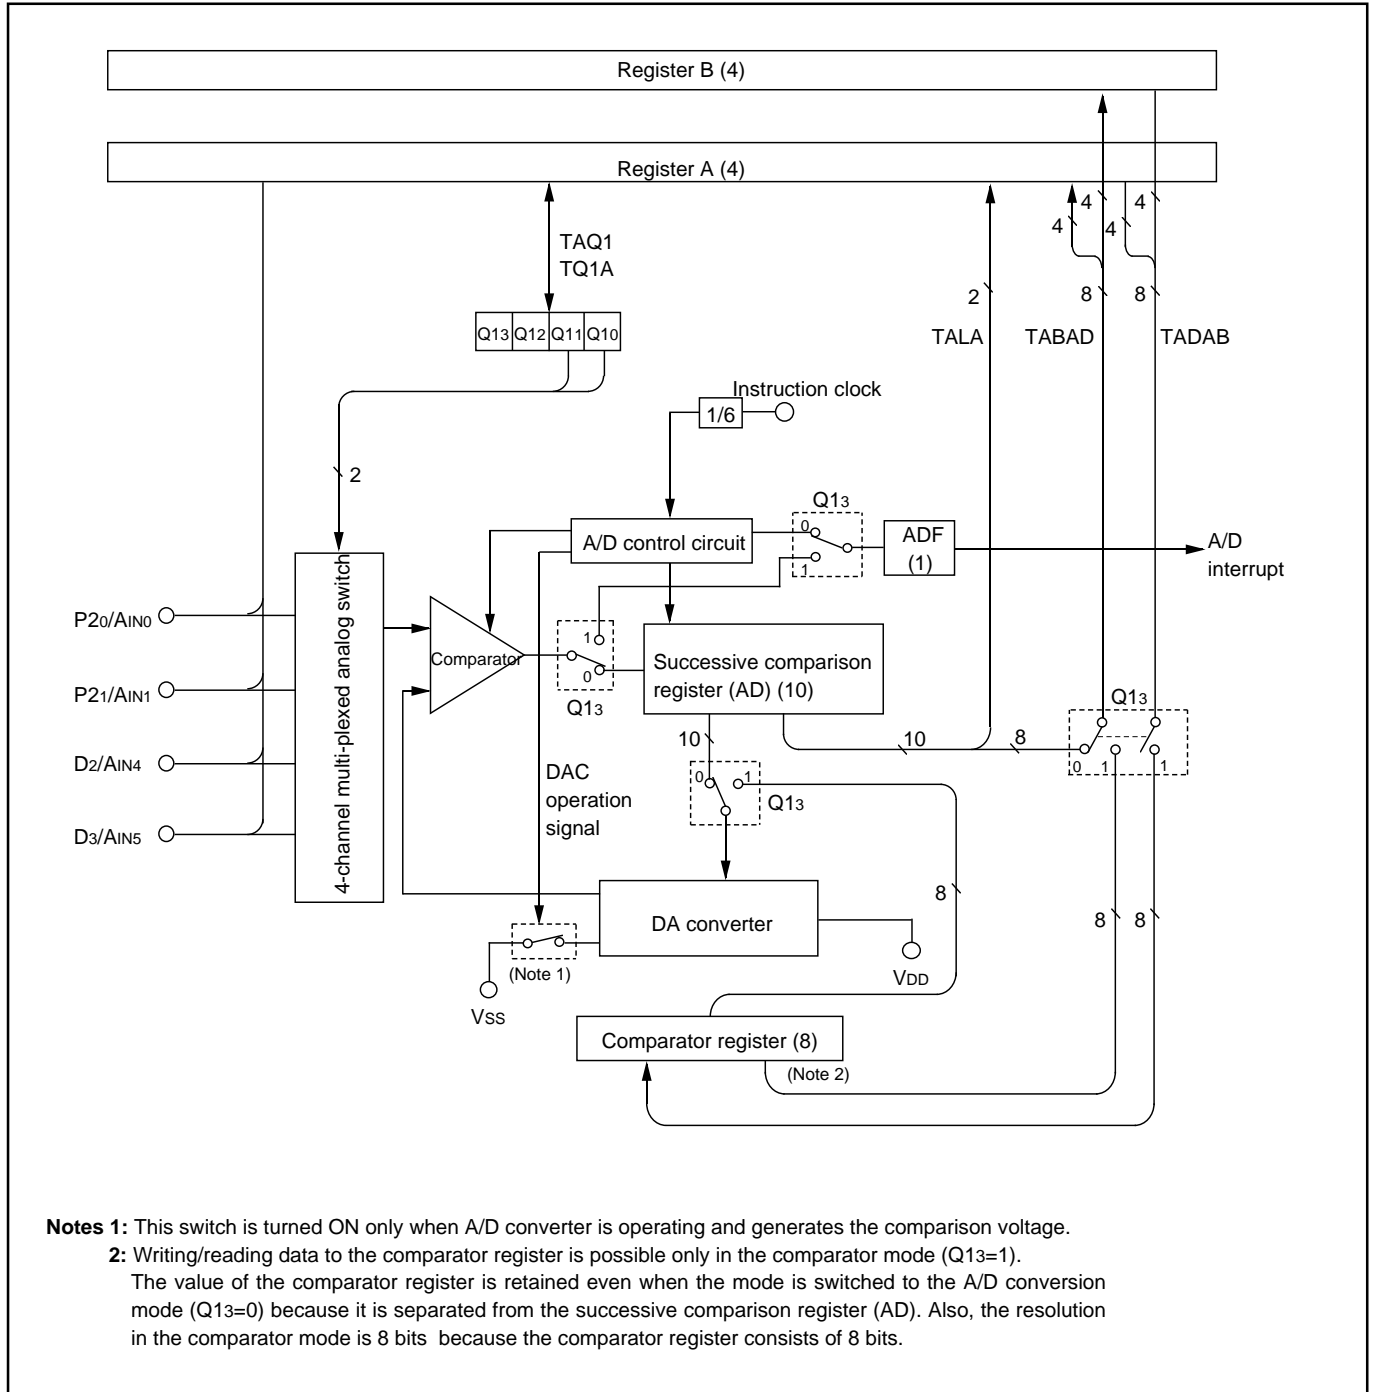 Register B (4)
Register A (4)
4
4
4
4
TAQ1
TQ1A
2
8
8
Q13 Q12 Q11 Q10
TALA
TABAD
TADAB
Instruction clock
1/6
2
Q13
0
1
A/D control circuit
ADF
(1)
A/D
interrupt
4-channel multi-plexed analog switch
P20/AIN0
P21/AIN1
D2/AIN4
D3/AIN5
Comparator
1
0
Q13
Successive comparison
register (AD) (10)
Q13
0
1
1
10
10
8
DAC
operation
signal
0
1
Q13
8
8
8
DA converter
(Note 1)
VSS
VDD
Comparator register (8)
(Note 2)
Notes 1: This switch is turned ON only when A/D converter is operating and generates the comparison voltage.
2: Writing/reading data to the comparator register is possible only in the comparator mode (Q13=1).
The value of the comparator register is retained even when the mode is switched to the A/D conversion
mode (Q13=0) because it is separated from the successive comparison register (AD). Also, the resolution
in the comparator mode is 8 bits because the comparator register consists of 8 bits.